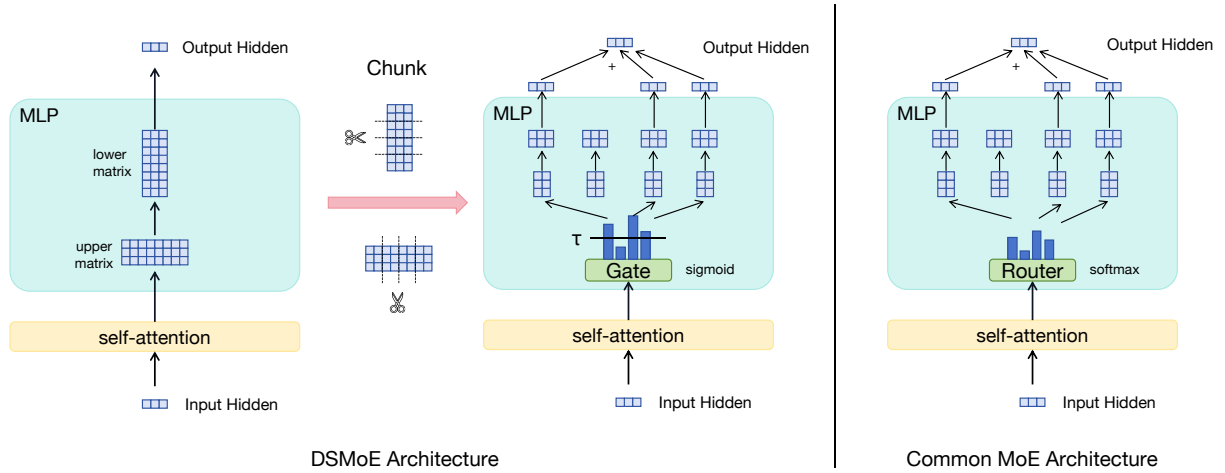 Output Hidden
MLP
lower
matrix
upper
matrix
self-attention
Input Hidden
Chunk
Output Hidden
+
MLP
τ
Gate
sigmoid
self-attention
Input Hidden
DSMoE Architecture
Output Hidden
+
MLP
Router
softmax
self-attention
Input Hidden
Common MoE Architecture